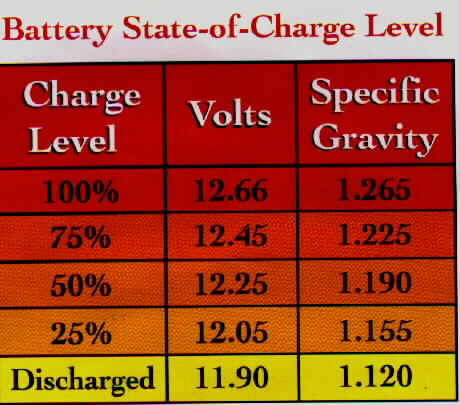 Battery State-of-Charge Level
Charge Level Volts Specific Gravity
100% 12.66 1.265
75% 12.45 1.225
50% 12.25 1.190
25% 12.05 1.155
Discharged 11.90 1.120